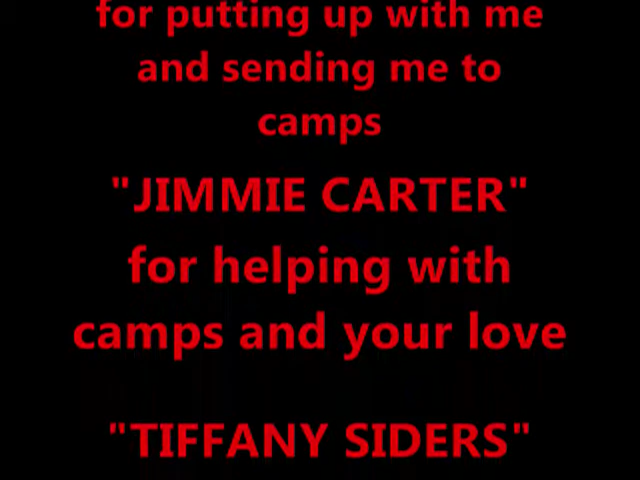 for putting up with me
and sending me to
camps
"JIMMIE CARTER"
for helping with
camps and your love
"TIFFANY SIDERS"